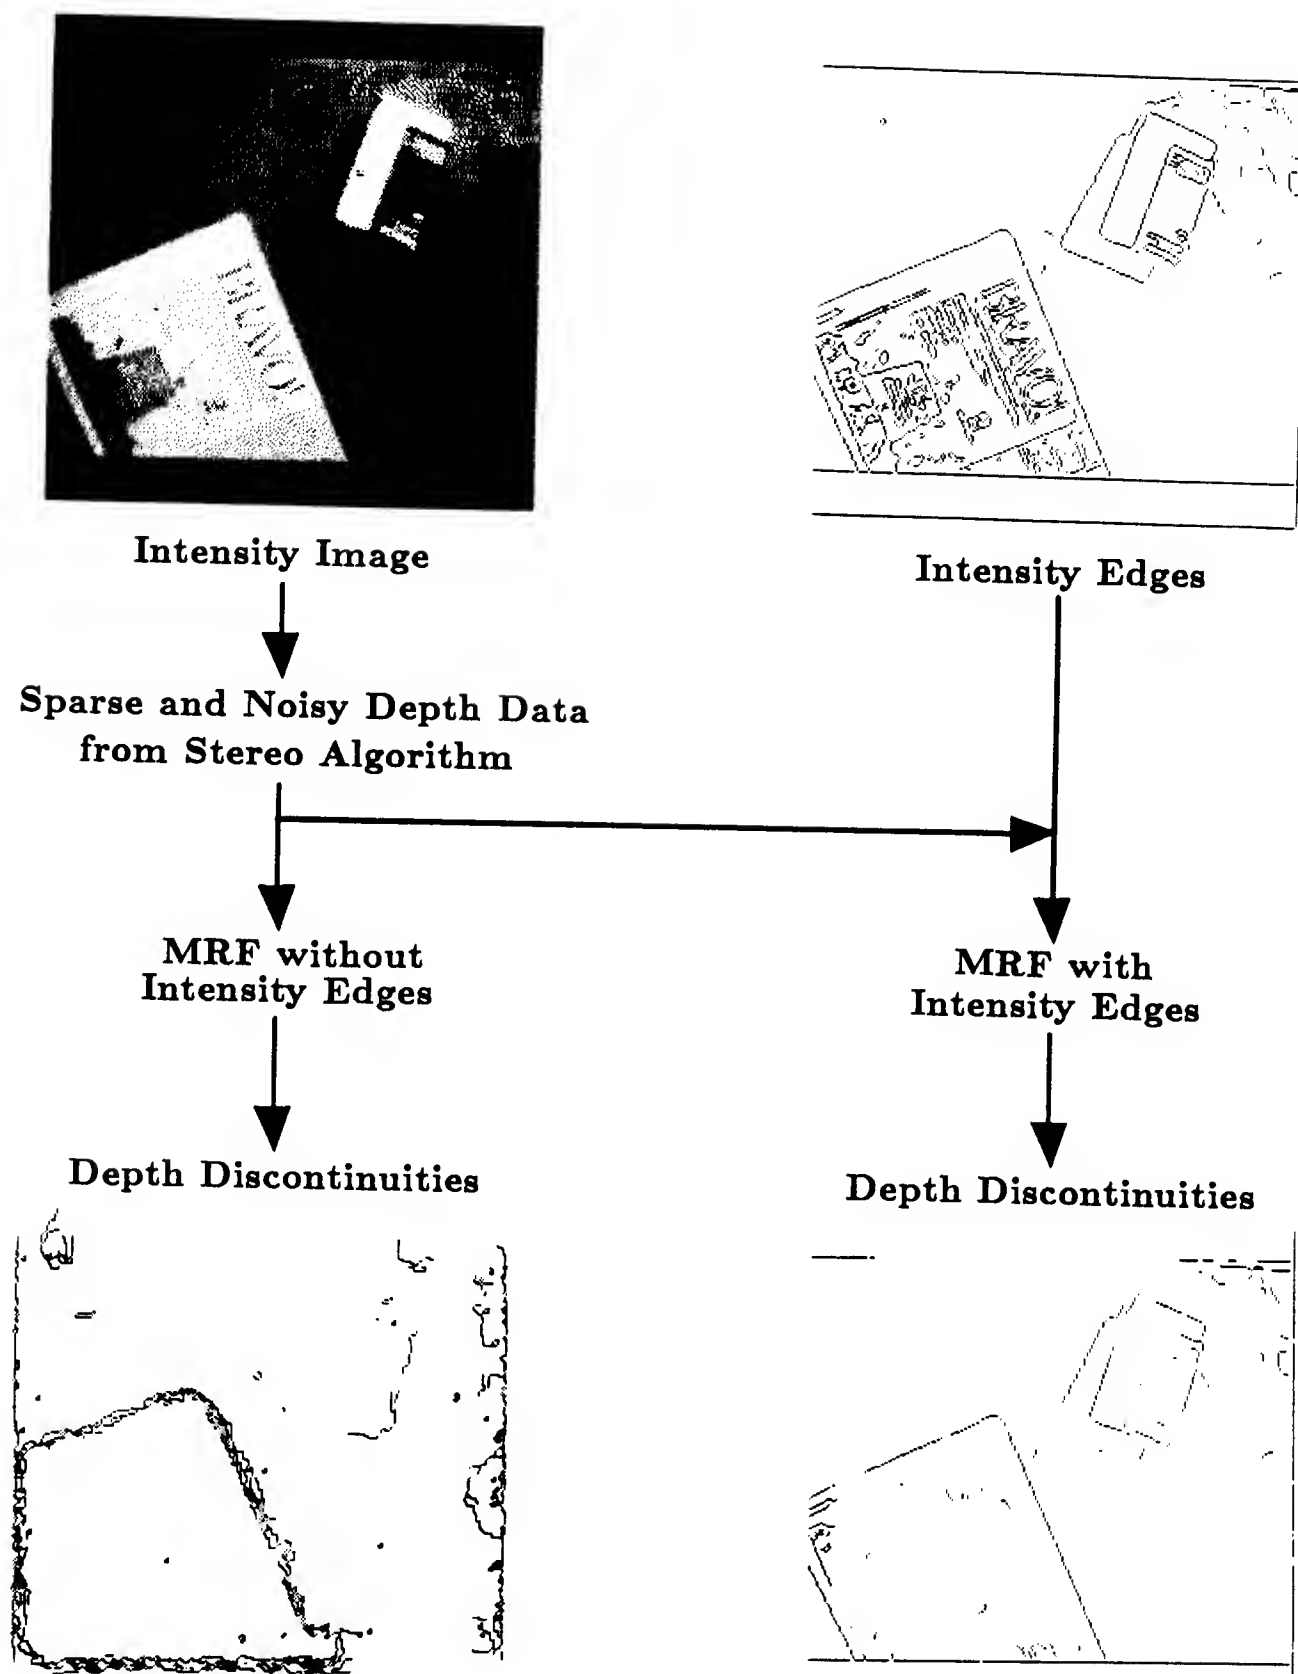 Intensity Image
Intensity Edges
Sparse and Noisy Depth Data
from Stereo Algorithm
MRF without
Intensity Edges
MRF with
Intensity Edges
Depth Discontinuities
Depth Discontinuities